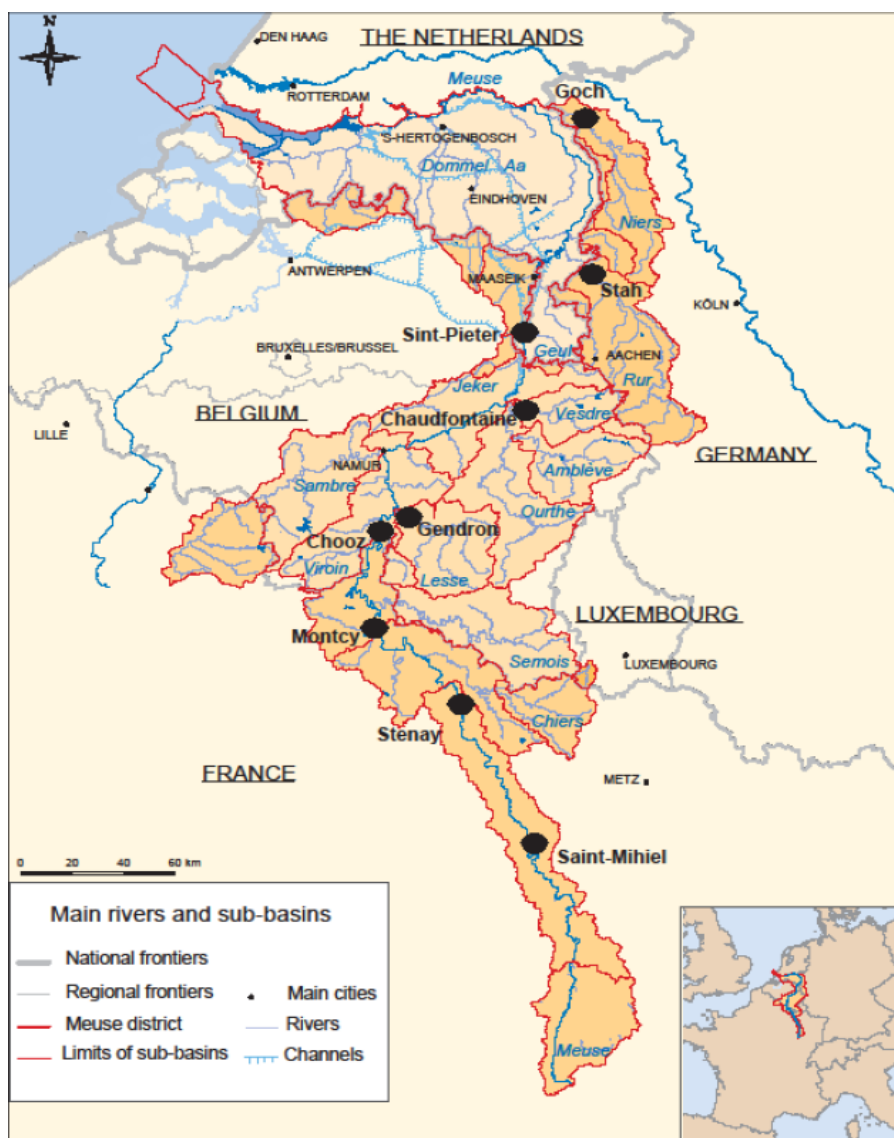 N
DEN HAAG
THE NETHERLANDS
Meuse
ROTTERDAM
Goch
'S-HERTOGENBOSCH
Dommel - Aa
EINDHOVEN
Niers
ANTWERPEN
MAASEIK
Stah
KÖLN
Sint-Pieter
BRUXELLES/BRUSSEL
Geul
AACHEN
Jeker
Rur
BELGIUM
Chaudfontaine
Vesdre
LILLE
GERMANY
NAMUR
Amblève
Sambre
Ourthe
Gendron
Chooz
Viroin
Lesse
LUXEMBOURG
Montcy
Semois
LUXEMBOURG
Chiers
Stenay
FRANCE
METZ
Saint-Mihiel
0 20 40 60 km
Main rivers and sub-basins
National frontiers
Regional frontiers
Main cities
Meuse district
Rivers
Limits of sub-basins
Channels
Meuse